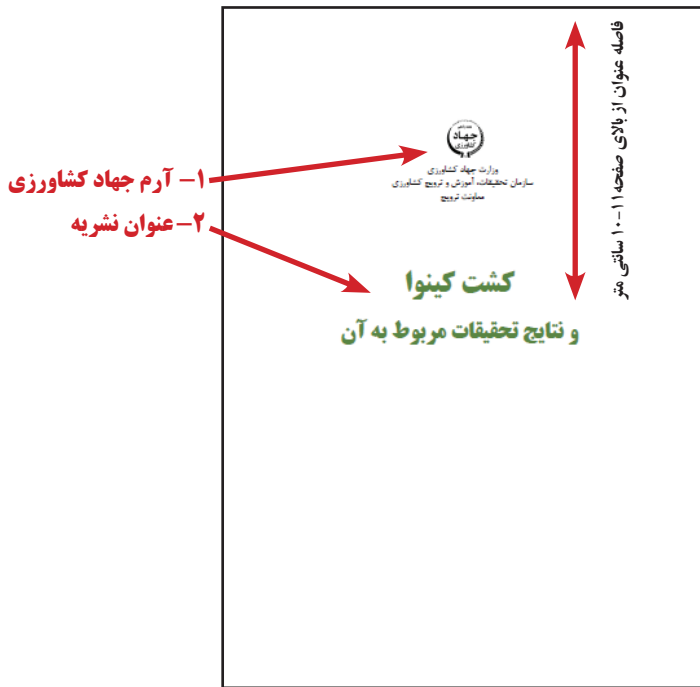 جهاد
کشاورزی
وزارت جهاد کشاورزی
سازمان تحقیقات، آموزش و ترویج کشاورزی
معاونت ترویج
۱- آرم جهاد کشاورزی
۲- عنوان نشریه
کشت کینوا
و نتایج تحقیقات مربوط به آن
فاصله عنوان از بالای صفحه ۱۱-۱۰ سانتی متر